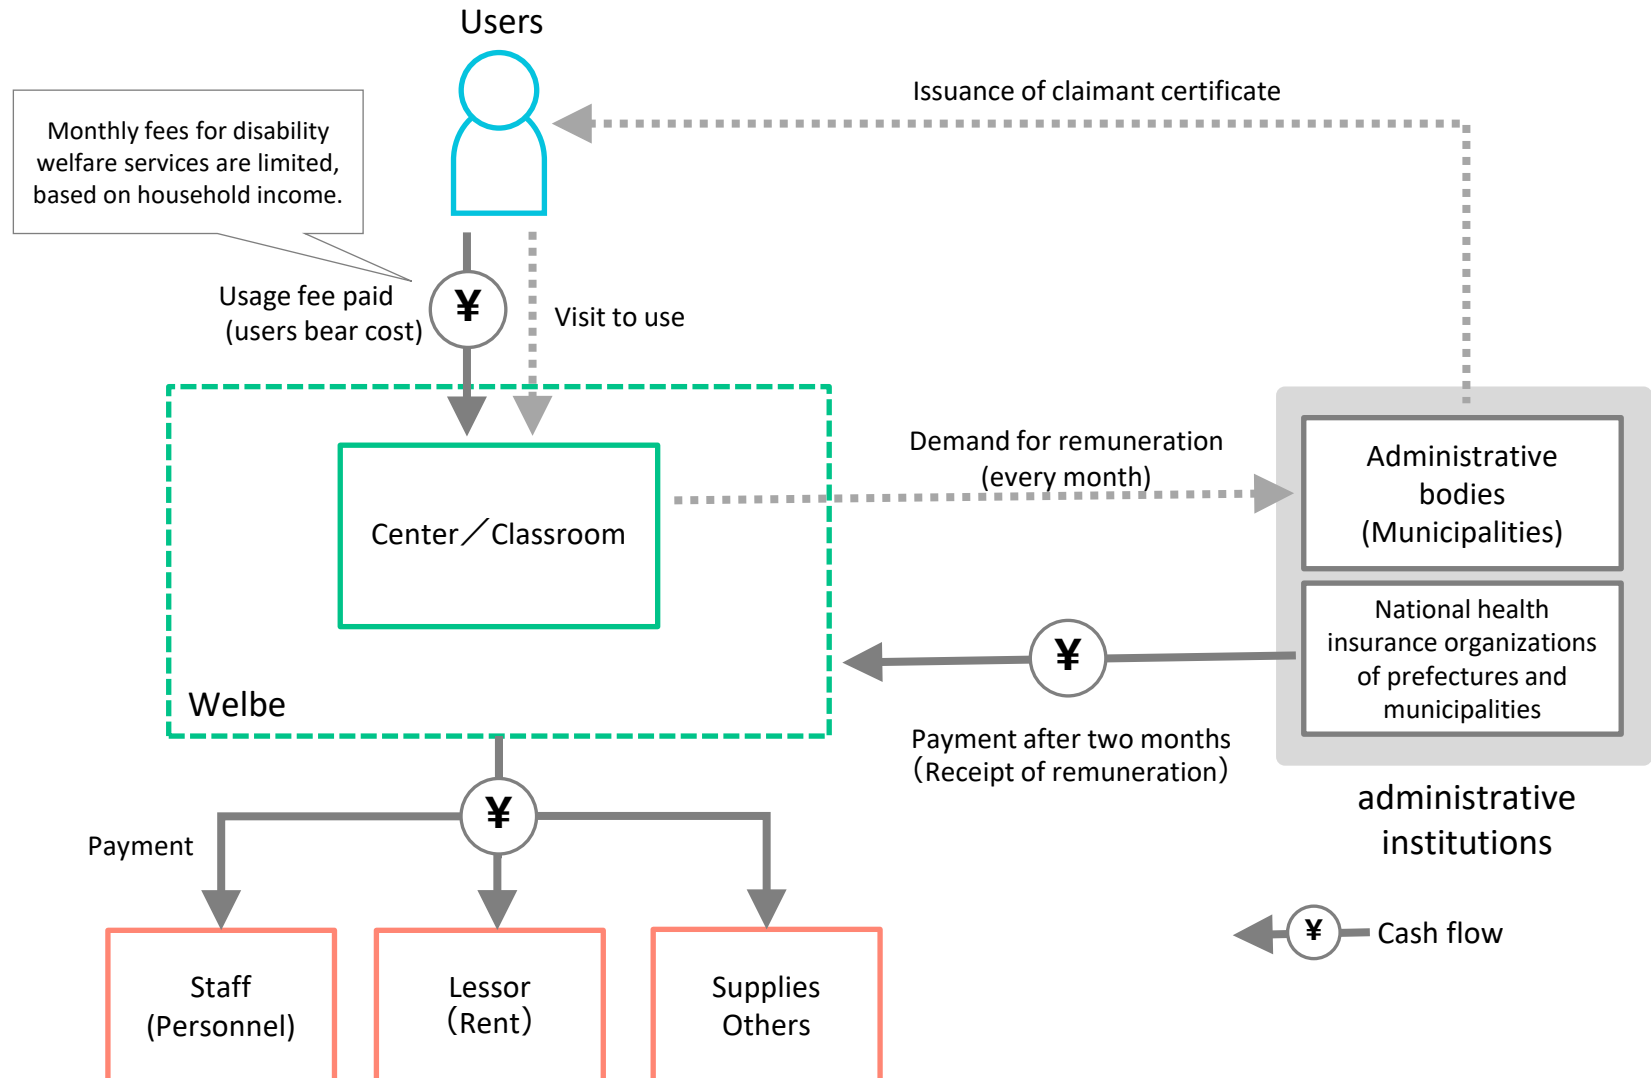 Users
Issuance of claimant certificate
Monthly fees for disability
welfare services are limited,
based on household income.
Usage fee paid
(users bear cost)
¥
Visit to use
Demand for remuneration
(every month)
Administrative
bodies
(Municipalities)
Center／Classroom
National health
insurance organizations
of prefectures and
municipalities
¥
Welbe
Payment after two months
（Receipt of remuneration）
administrative
institutions
¥
Payment
¥
Cash flow
Staff
(Personnel)
Lessor
（Rent）
Supplies
Others